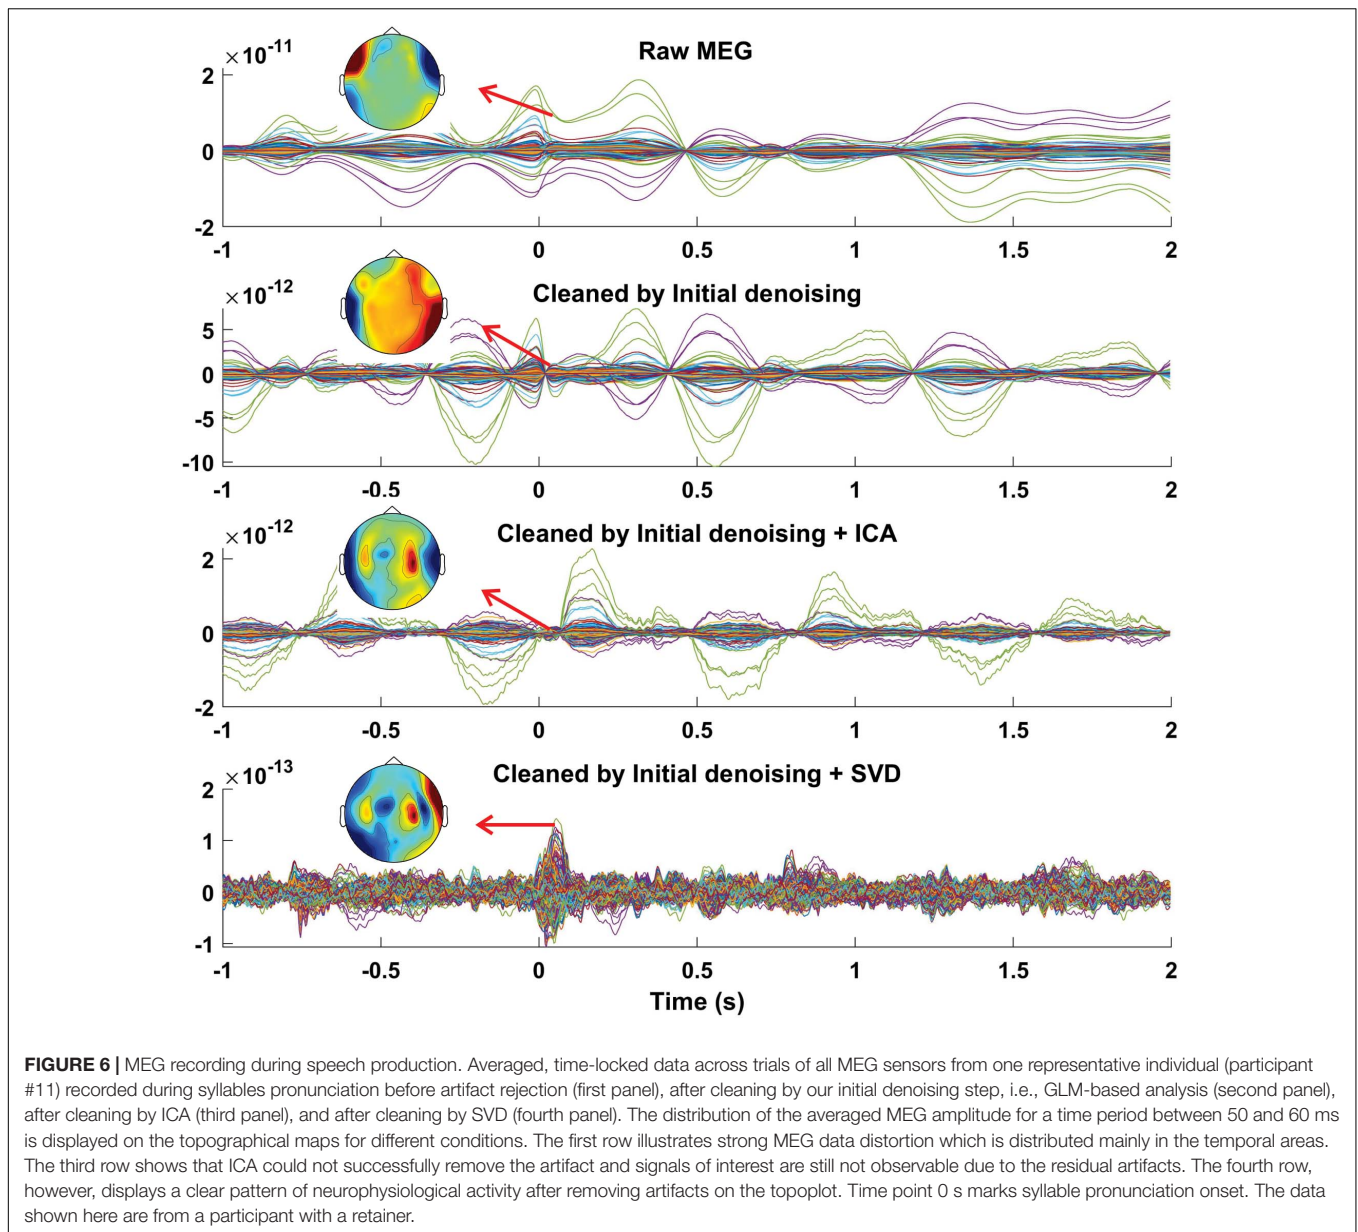 Raw MEG
×10-11
2
0
-2
-1 -0.5 0 0.5 1 1.5 2
Cleaned by Initial denoising
×10-12
5
0
-5
-10
-1 -0.5 0 0.5 1 1.5 2
Cleaned by Initial denoising + ICA
×10-12
2
0
-2
-1 -0.5 0 0.5 1 1.5 2
Cleaned by Initial denoising + SVD
×10-13
2
1
0
-1
-1 -0.5 0 0.5 1 1.5 2
Time (s)
FIGURE 6 | MEG recording during speech production. Averaged, time-locked data across trials of all MEG sensors from one representative individual (participant
#11) recorded during syllables pronunciation before artifact rejection (first panel), after cleaning by our initial denoising step, i.e., GLM-based analysis (second panel),
after cleaning by ICA (third panel), and after cleaning by SVD (fourth panel). The distribution of the averaged MEG amplitude for a time period between 50 and 60 ms
is displayed on the topographical maps for different conditions. The first row illustrates strong MEG data distortion which is distributed mainly in the temporal areas.
The third row shows that ICA could not successfully remove the artifact and signals of interest are still not observable due to the residual artifacts. The fourth row,
however, displays a clear pattern of neurophysiological activity after removing artifacts on the topoplot. Time point 0 s marks syllable pronunciation onset. The data
shown here are from a participant with a retainer.